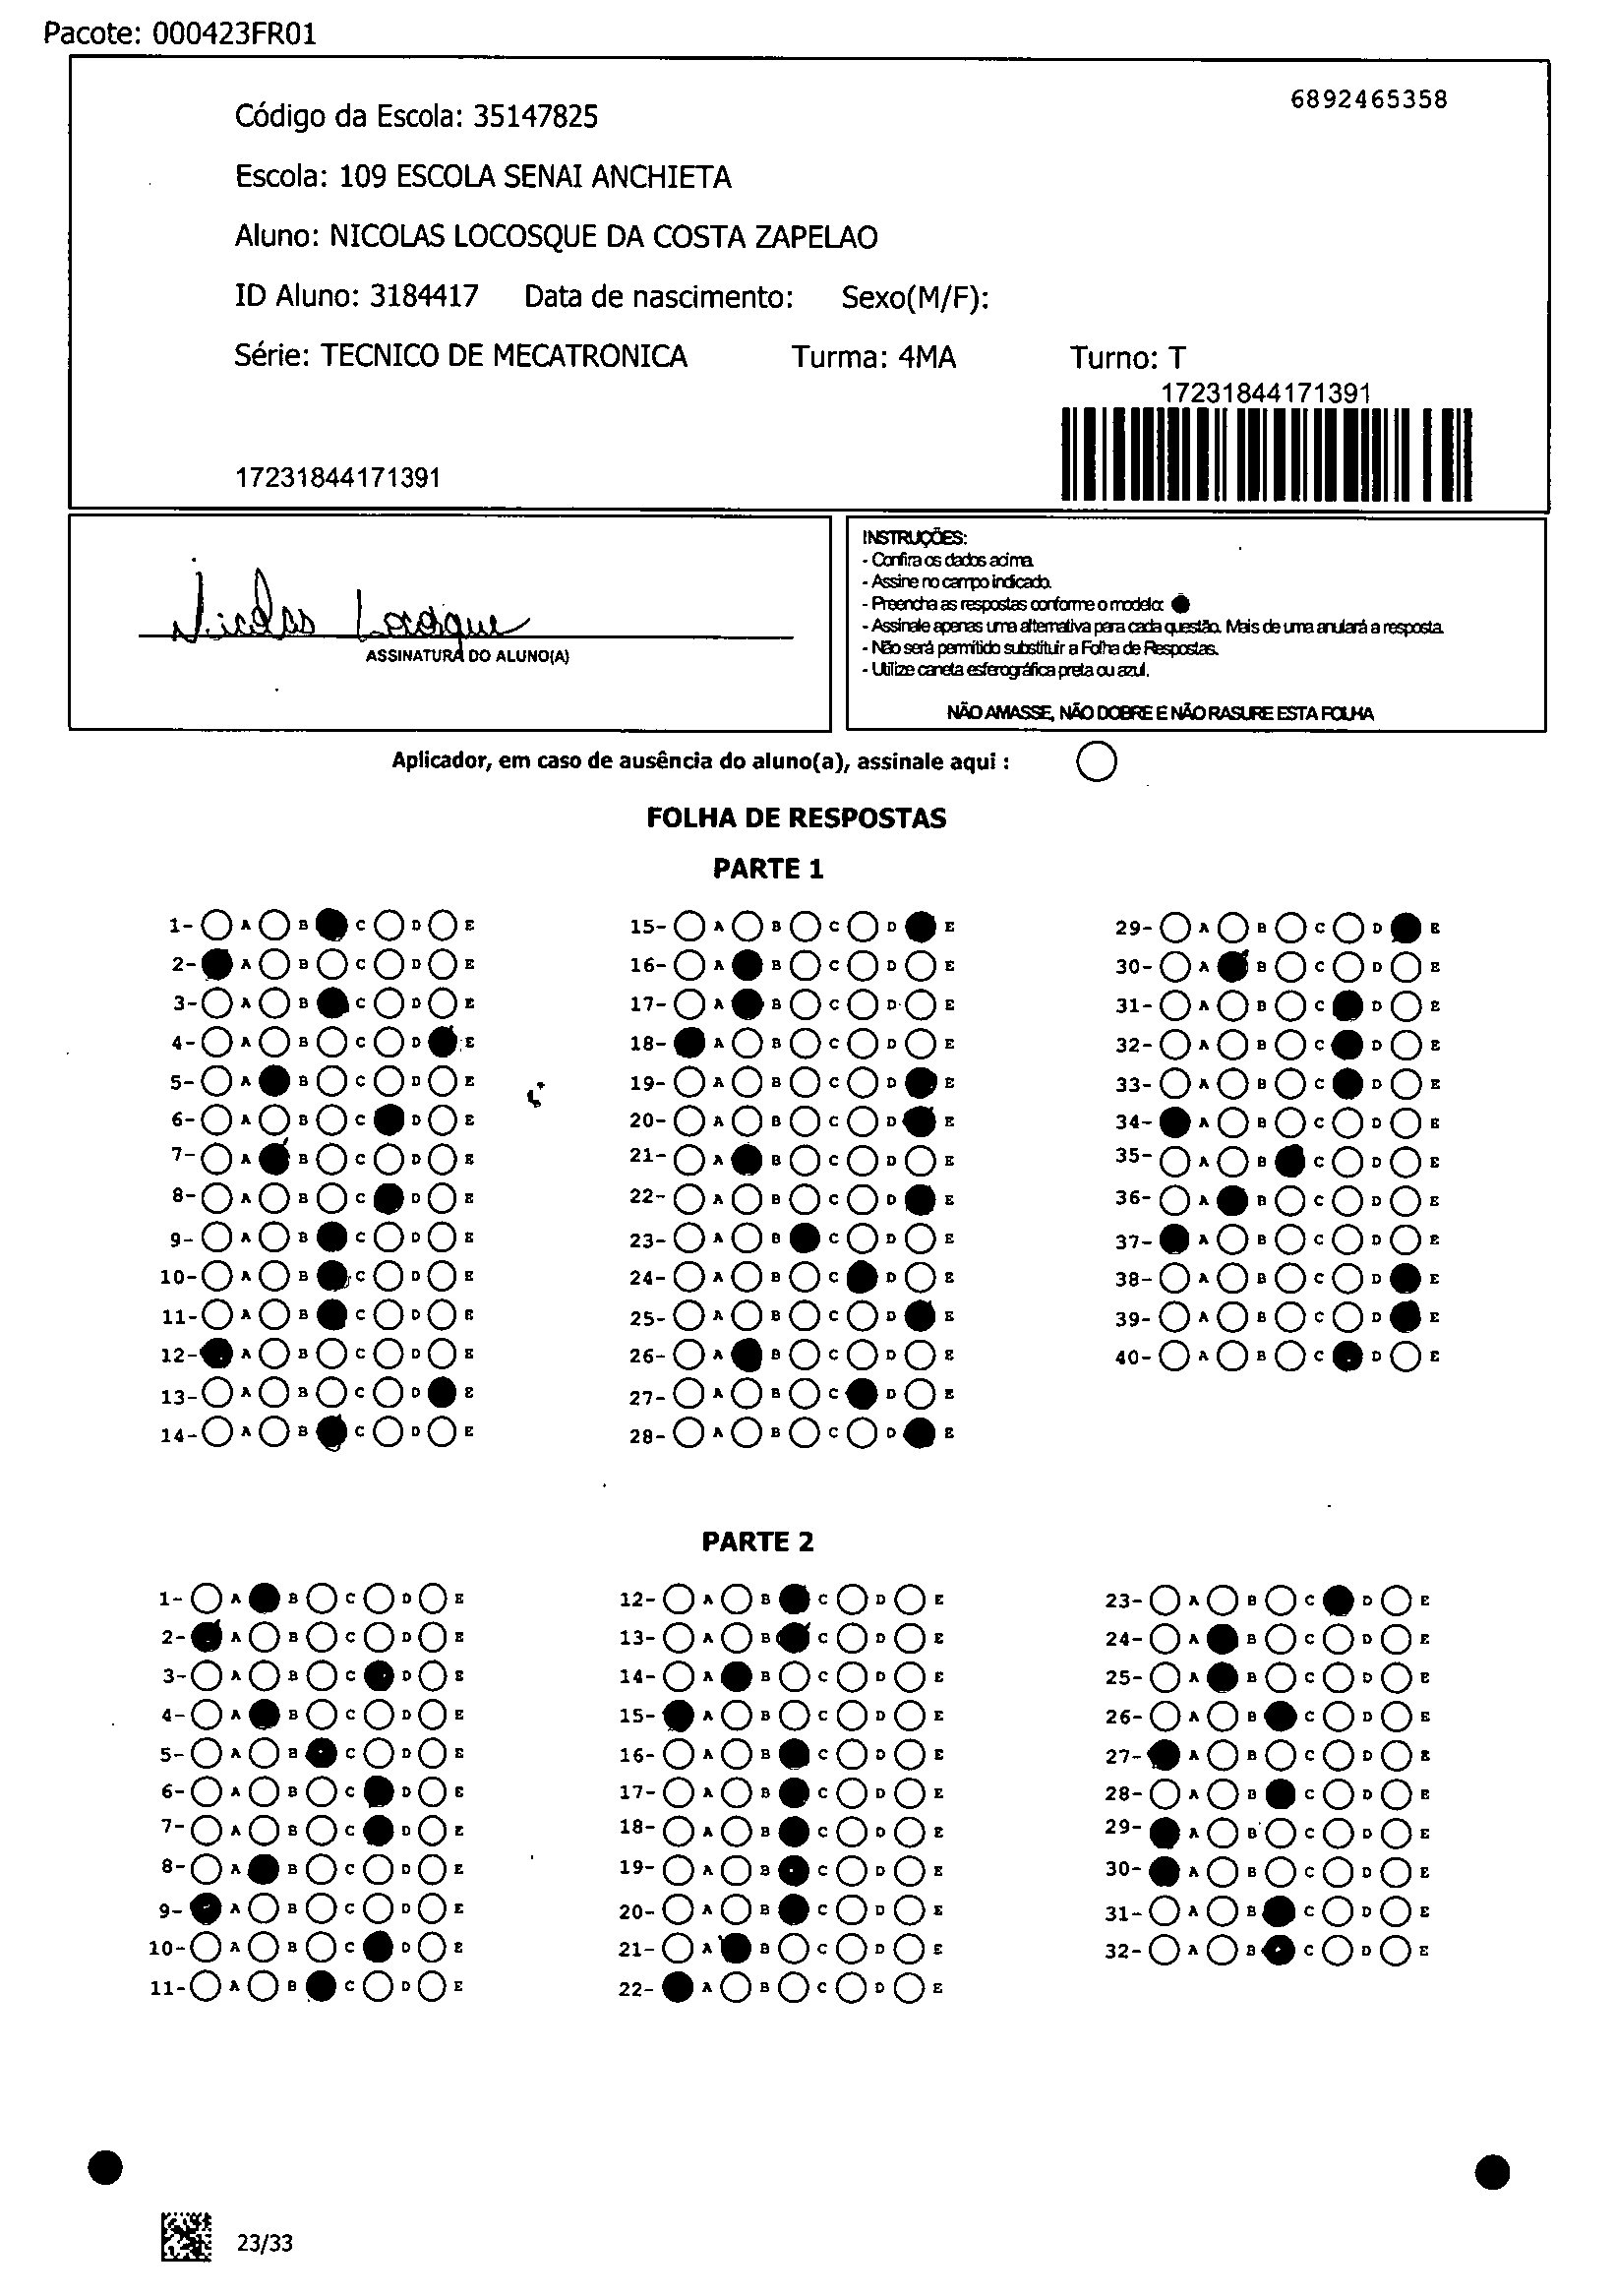 Pacote: 000423FR01
6892465358
Código da Escola: 35147825
Escola: 109 ESCOLA SENAI ANCHIETA
Aluno: NICOLAS LOCOSQUE DA COSTA ZAPELAO
ID Aluno: 3184417 Data de nascimento: Sexo(M/F):
Série: TECNICO DE MECATRONICA Turma: 4MA Turno: T
17231844171391
17231844171391
Nicolas Locosque
ASSINATURA DO ALUNO(A)
INSTRUÇÕES:
- Confira os dados acima
- Assine no campo indicado.
- Preencha as respostas conforme o modelo:
- Assinale apenas uma alternativa para cada questão. Mais de uma anulará a resposta.
- Não será permitido substituir a Folha de Respostas.
- Utilize caneta esferográfica preta ou azul.
NÃO AMASSE, NÃO DOBRE E NÃO RASURE ESTA FOLHA
Aplicador, em caso de ausência do aluno(a), assinale aqui :
FOLHA DE RESPOSTAS
PARTE 1
1- A B C D E 15- A B C D E 29- A B C D E
2- A B C D E 16- A B C D E 30- A B C D E
3- A B C D E 17- A B C D E 31- A B C D E
4- A B C D E 18- A B C D E 32- A B C D E
5- A B C D E 19- A B C D E 33- A B C D E
6- A B C D E 20- A B C D E 34- A B C D E
7- A B C D E 21- A B C D E 35- A B C D E
8- A B C D E 22- A B C D E 36- A B C D E
9- A B C D E 23- A B C D E 37- A B C D E
10- A B C D E 24- A B C D E 38- A B C D E
11- A B C D E 25- A B C D E 39- A B C D E
12- A B C D E 26- A B C D E 40- A B C D E
13- A B C D E 27- A B C D E
14- A B C D E 28- A B C D E
PARTE 2
1- A B C D E 12- A B C D E 23- A B C D E
2- A B C D E 13- A B C D E 24- A B C D E
3- A B C D E 14- A B C D E 25- A B C D E
4- A B C D E 15- A B C D E 26- A B C D E
5- A B C D E 16- A B C D E 27- A B C D E
6- A B C D E 17- A B C D E 28- A B C D E
7- A B C D E 18- A B C D E 29- A B C D E
8- A B C D E 19- A B C D E 30- A B C D E
9- A B C D E 20- A B C D E 31- A B C D E
10- A B C D E 21- A B C D E 32- A B C D E
11- A B C D E 22- A B C D E
23/33